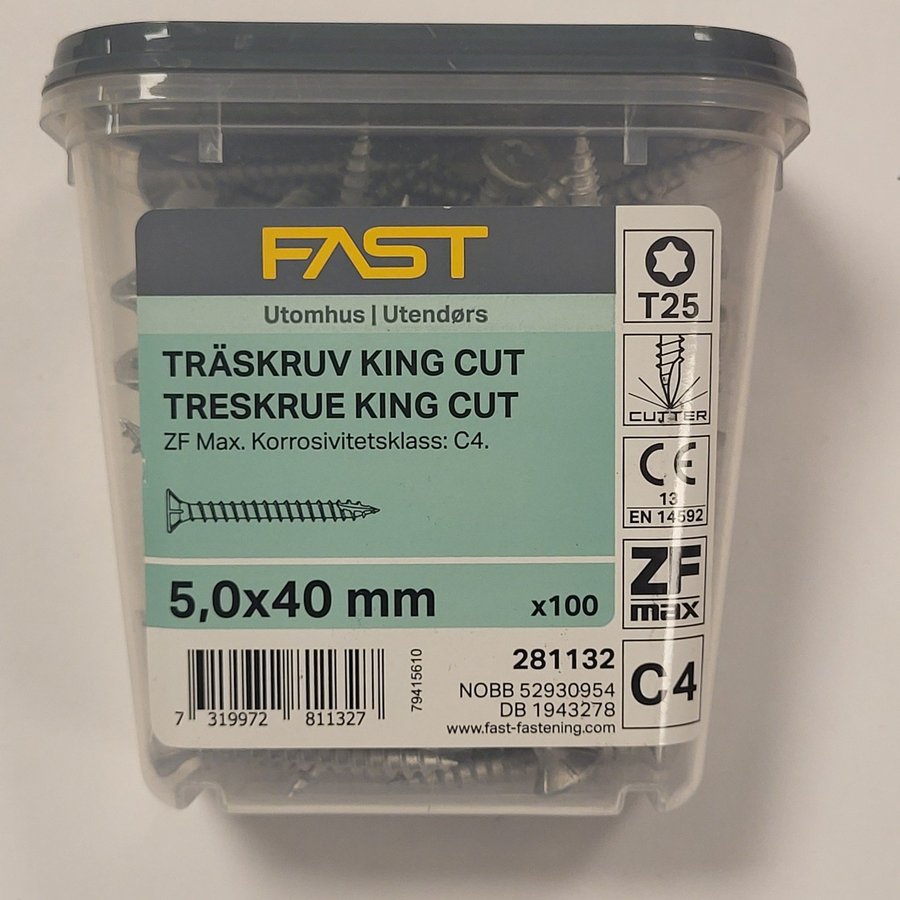 FAST
Utomhus | Utendørs
TRÄSKRUV KING CUT
TRESKRUE KING CUT
ZF Max. Korrosivitetsklass: C4.
5,0x40 mm
x100
7 319972 811327
79415610
281132
NOBB 52930954
DB 1943278
www.fast-fastening.com
T25
CUTTER
CE
13
EN 14592
ZF
max
C4